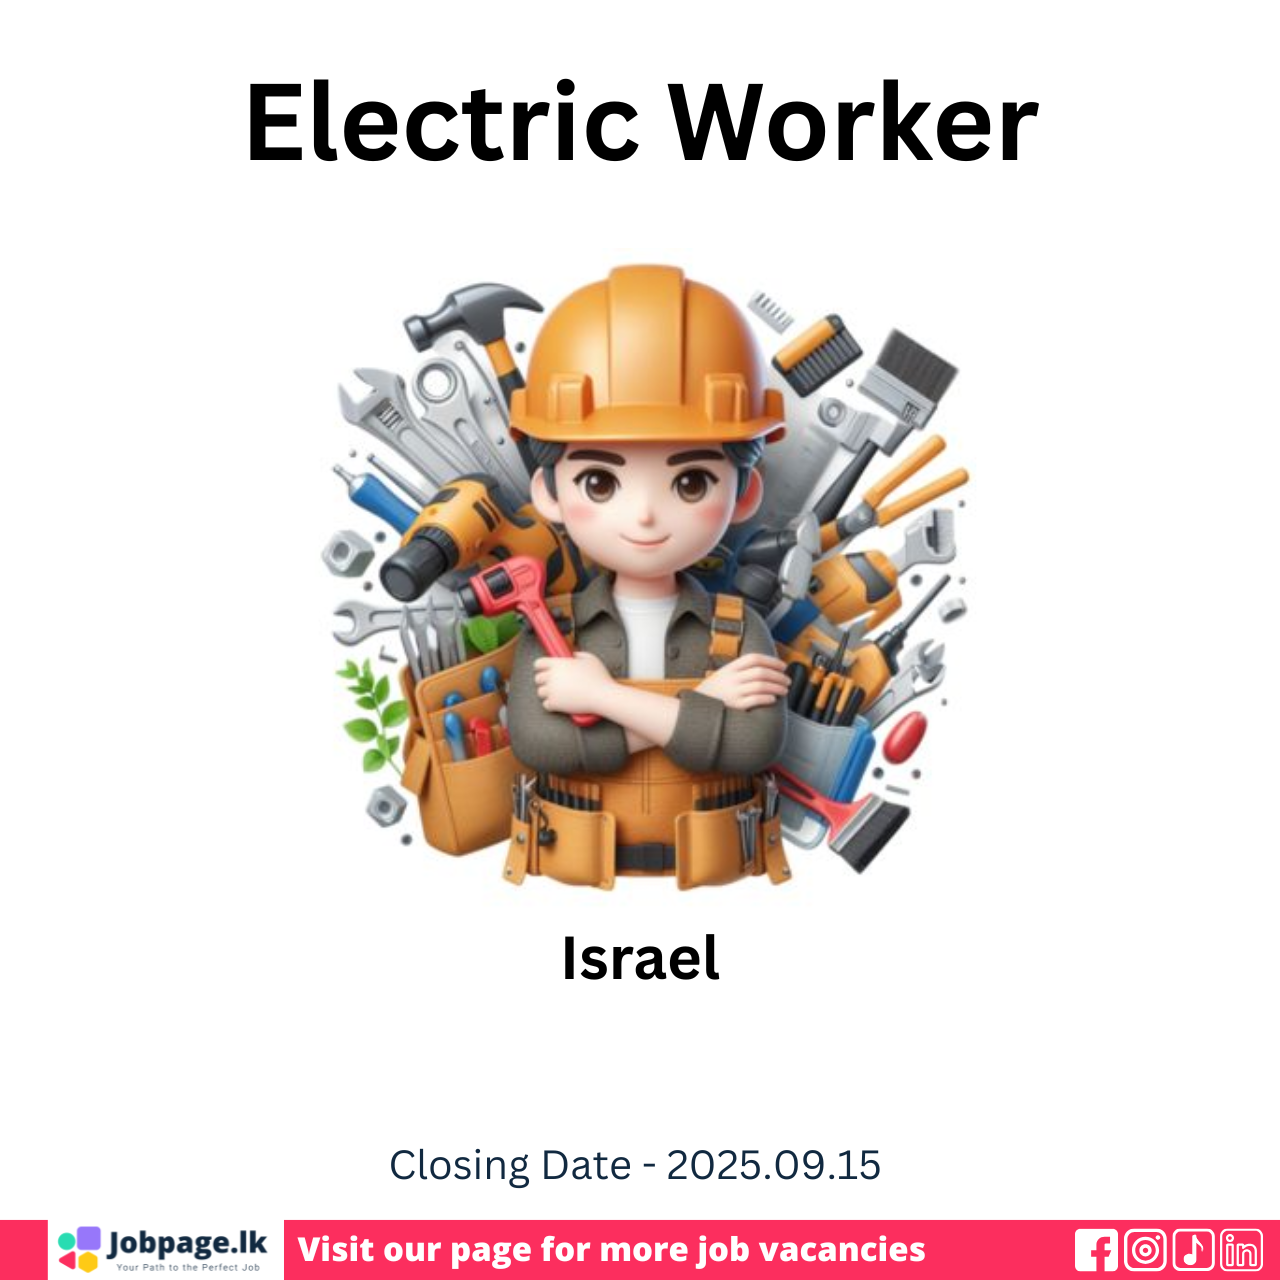 Electric Worker
Israel
Closing Date - 2025.09.15
Jobpage.lk
Your Path to the Perfect Job
Visit our page for more job vacancies